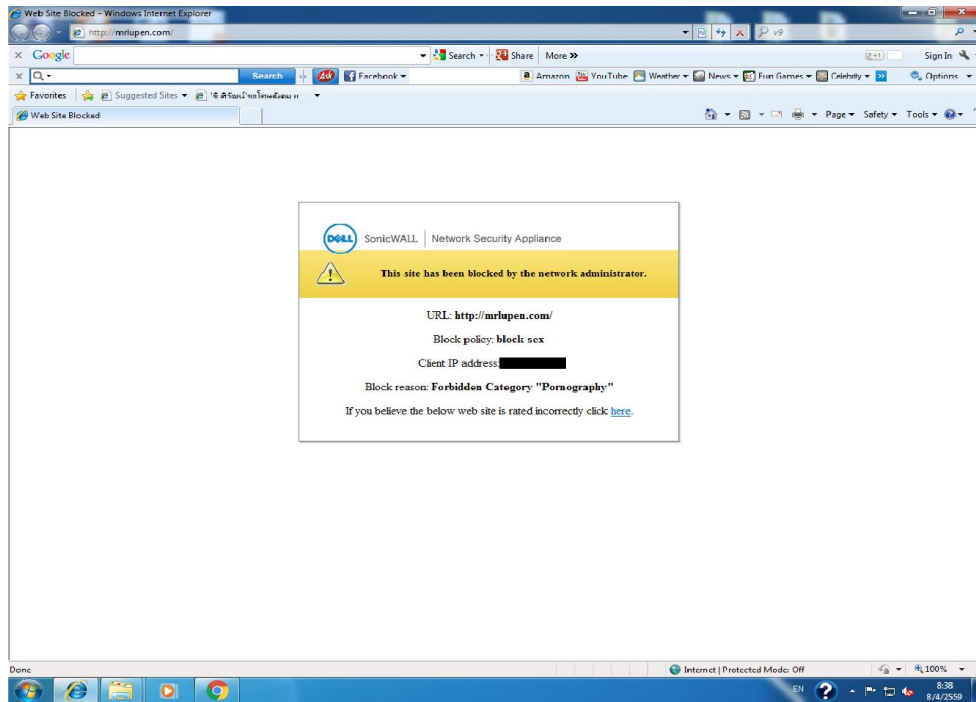 Web Site Blocked - Windows Internet Explorer
http://mrlupen.com/
v9
Google Search Share More » Sign In
Search Ask Facebook Amazon YouTube Weather News Fun Games Celebrity Options
Favorites Suggested Sites
Web Site Blocked Page Safety Tools
DELL SonicWALL Network Security Appliance
This site has been blocked by the network administrator.
URL: http://mrlupen.com/
Block policy: block sex
Client IP address:
Block reason: Forbidden Category "Pornography"
If you believe the below web site is rated incorrectly click here.
Done Internet | Protected Mode: Off 100%
EN 8:38
8/4/2559